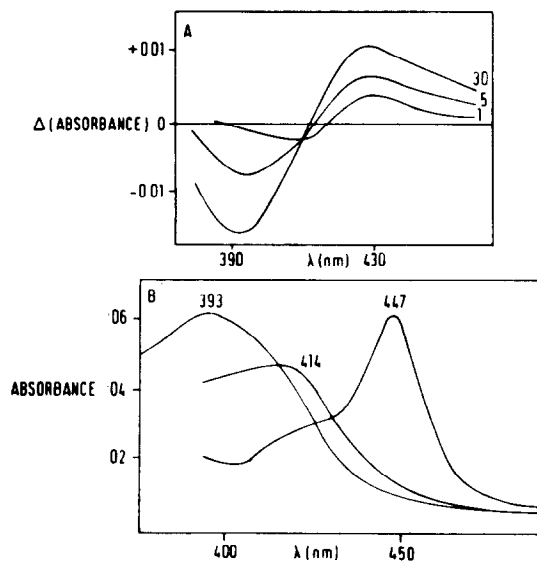 A
+001
30
5
1
Δ(ABSORBANCE) 0
-001
390
λ(nm)
430
B
393
447
06
414
ABSORBANCE
04
02
400
λ(nm)
450